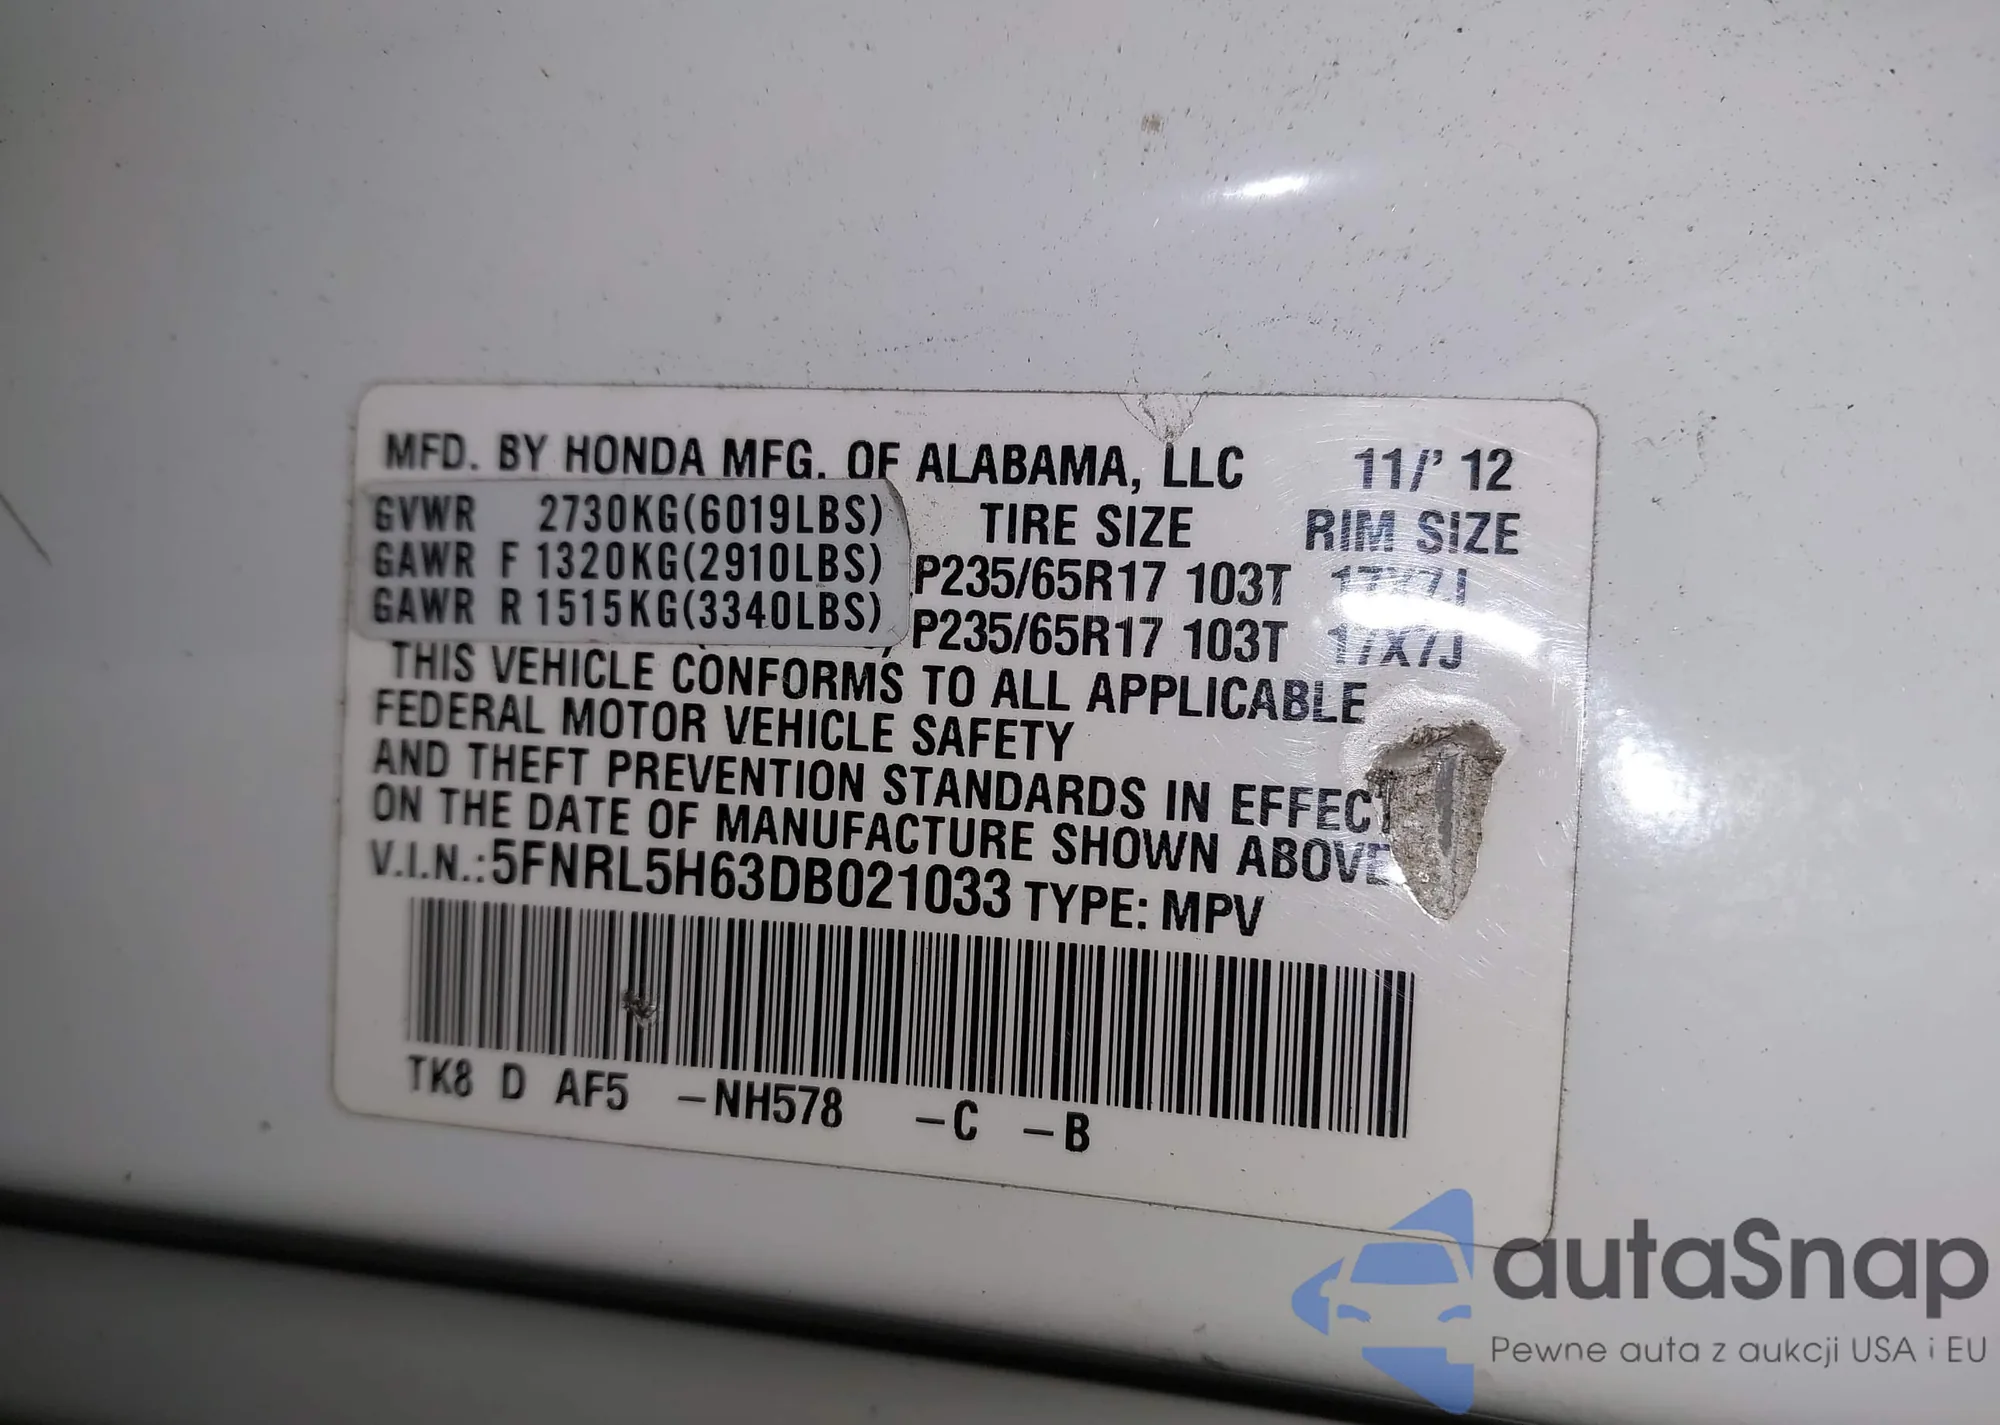 MFD. BY HONDA MFG. OF ALABAMA, LLC 11/' 12
GVWR 2730KG(6019LBS) TIRE SIZE RIM SIZE
GAWR F 1320KG(2910LBS) P235/65R17 103T 17X7J
GAWR R 1515KG(3340LBS) P235/65R17 103T 17X7J
THIS VEHICLE CONFORMS TO ALL APPLICABLE
FEDERAL MOTOR VEHICLE SAFETY
AND THEFT PREVENTION STANDARDS IN EFFECT
ON THE DATE OF MANUFACTURE SHOWN ABOVE
V.I.N.:5FNRL5H63DB021033 TYPE: MPV
TK8 D AF5 -NH578 -C -B
autaSnap
Pewne auta z aukcji USA i EU